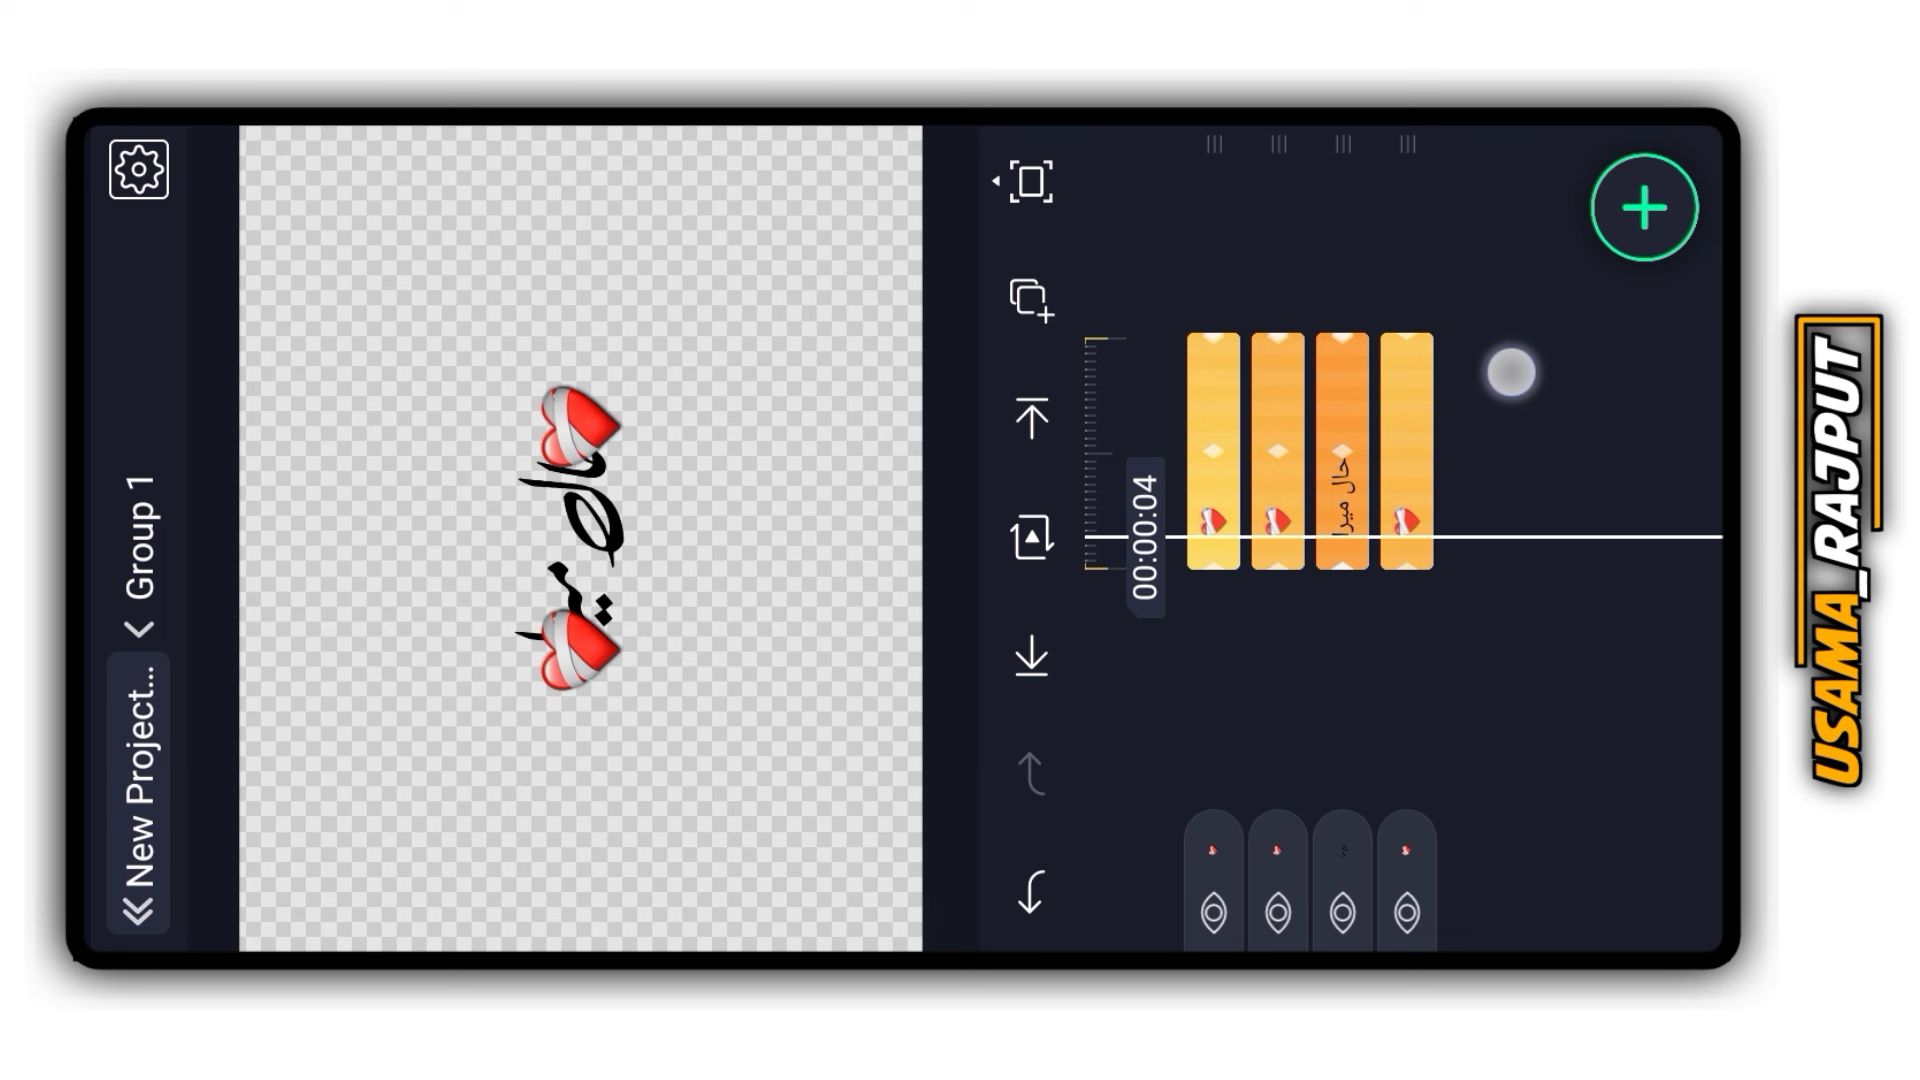 New Project...
Group 1
حال میرا
00:00:04
حال میرا
USAMA_RAJPUT